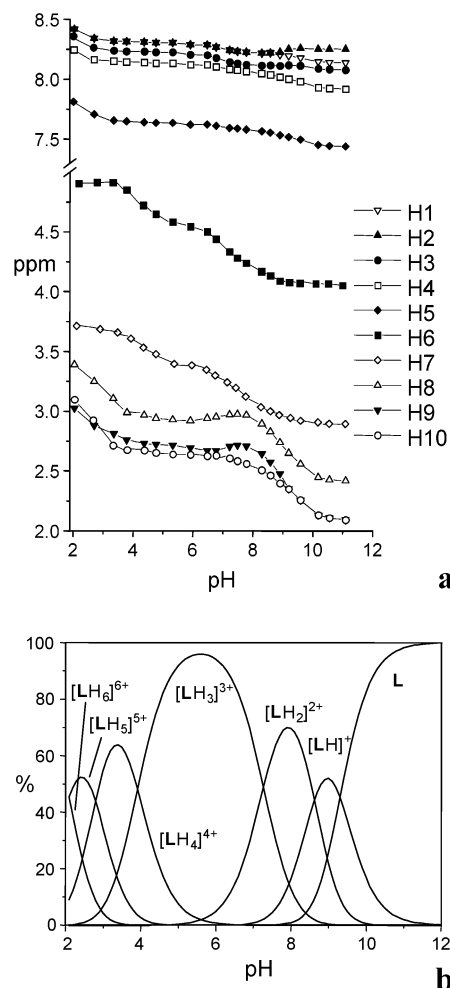 8.5
8.0
7.5
4.5
ppm
4.0
3.5
3.0
2.5
2.0
2 4 6 8 10 12
pH
H1
H2
H3
H4
H5
H6
H7
H8
H9
H10
a
100
80
60
%
40
20
0
[LH₆]⁶⁺
[LH₅]⁵⁺
[LH₄]⁴⁺
[LH₃]³⁺
[LH₂]²⁺
[LH]⁺
L
2 4 6 8 10 12
pH
b